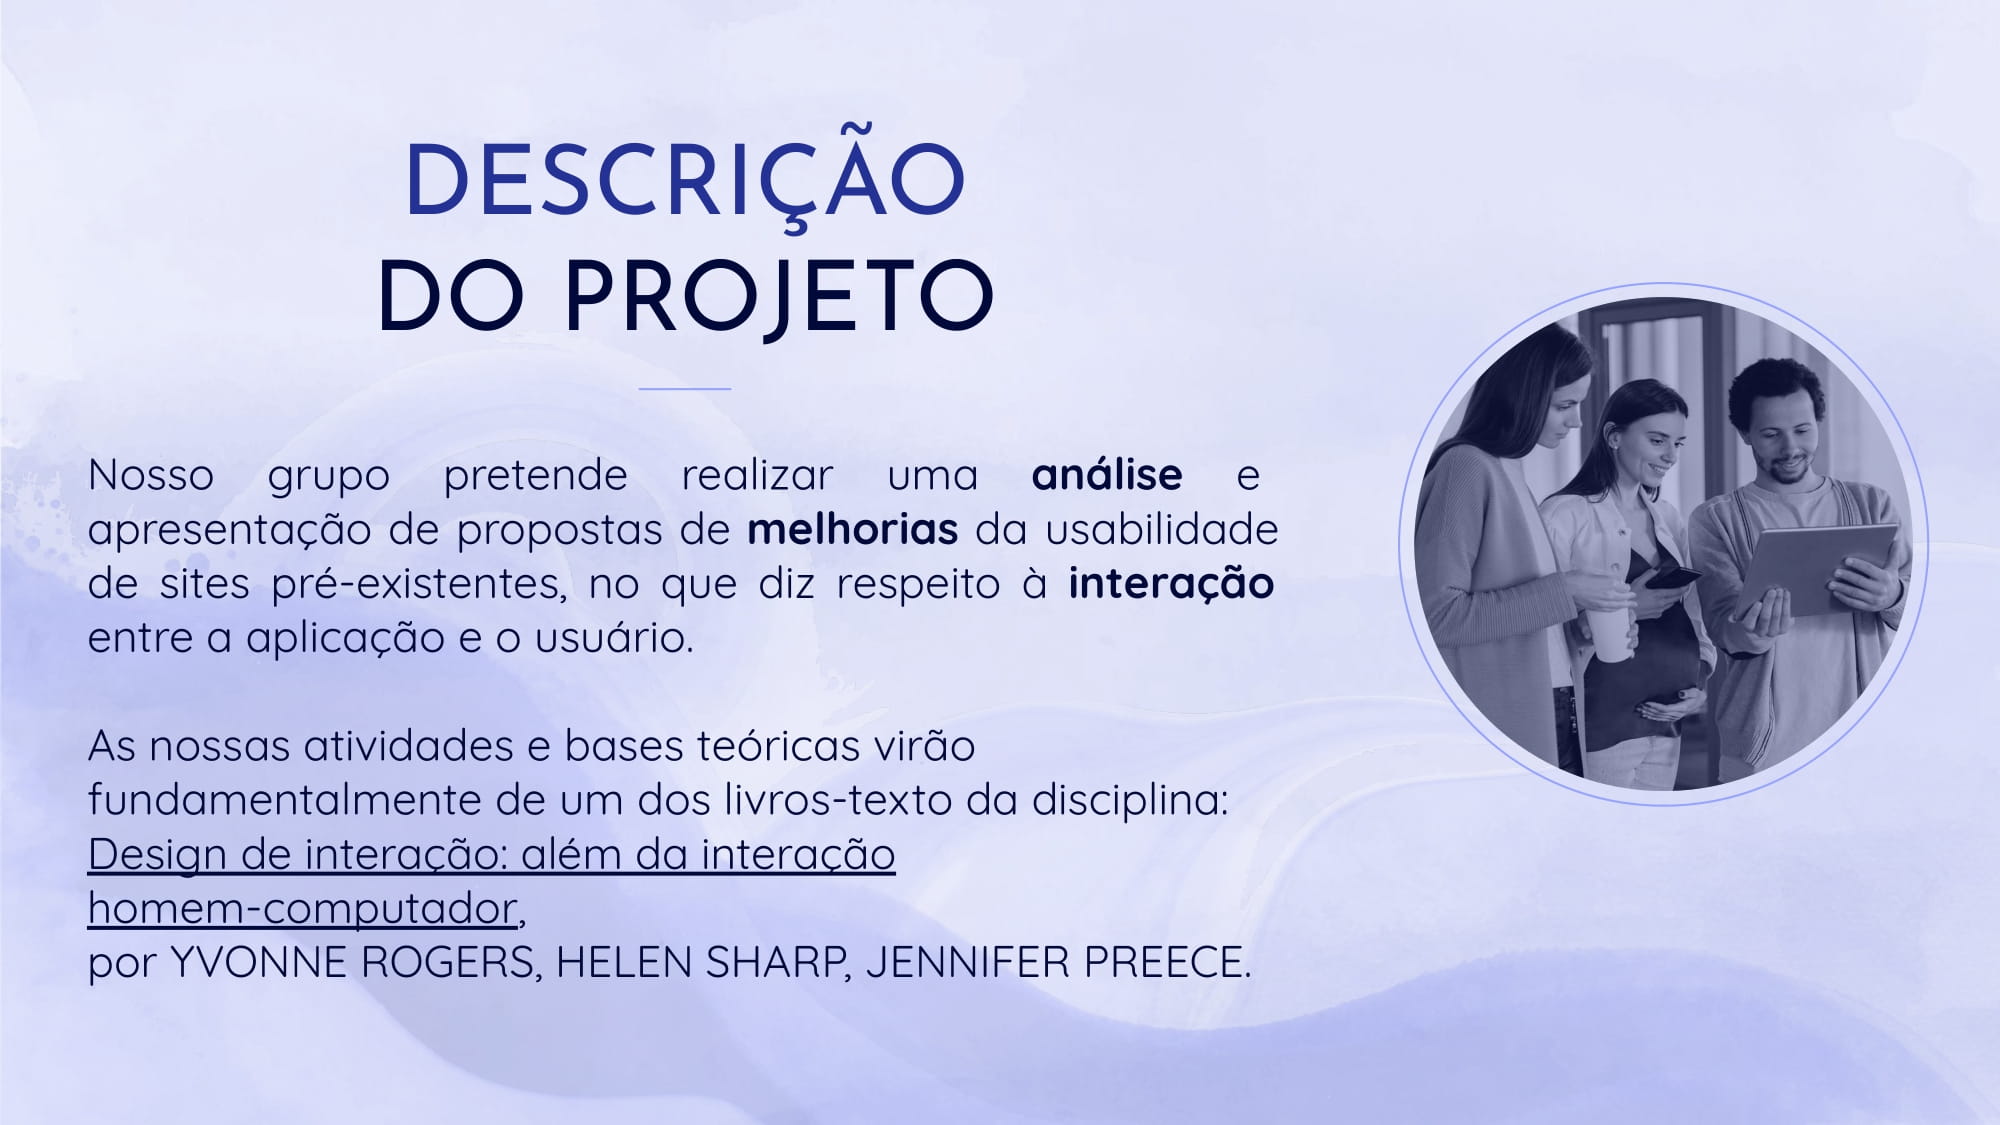 DESCRIÇÃO
DO PROJETO
Nosso grupo pretende realizar uma análise e
apresentação de propostas de melhorias da usabilidade
de sites pré-existentes, no que diz respeito à interação
entre a aplicação e o usuário.
As nossas atividades e bases teóricas virão
fundamentalmente de um dos livros-texto da disciplina:
Design de interação: além da interação
homem-computador,
por YVONNE ROGERS, HELEN SHARP, JENNIFER PREECE.